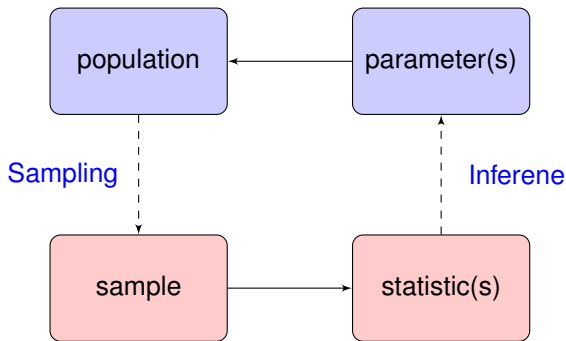 population
parameter(s)
Sampling
Inferene
sample
statistic(s)